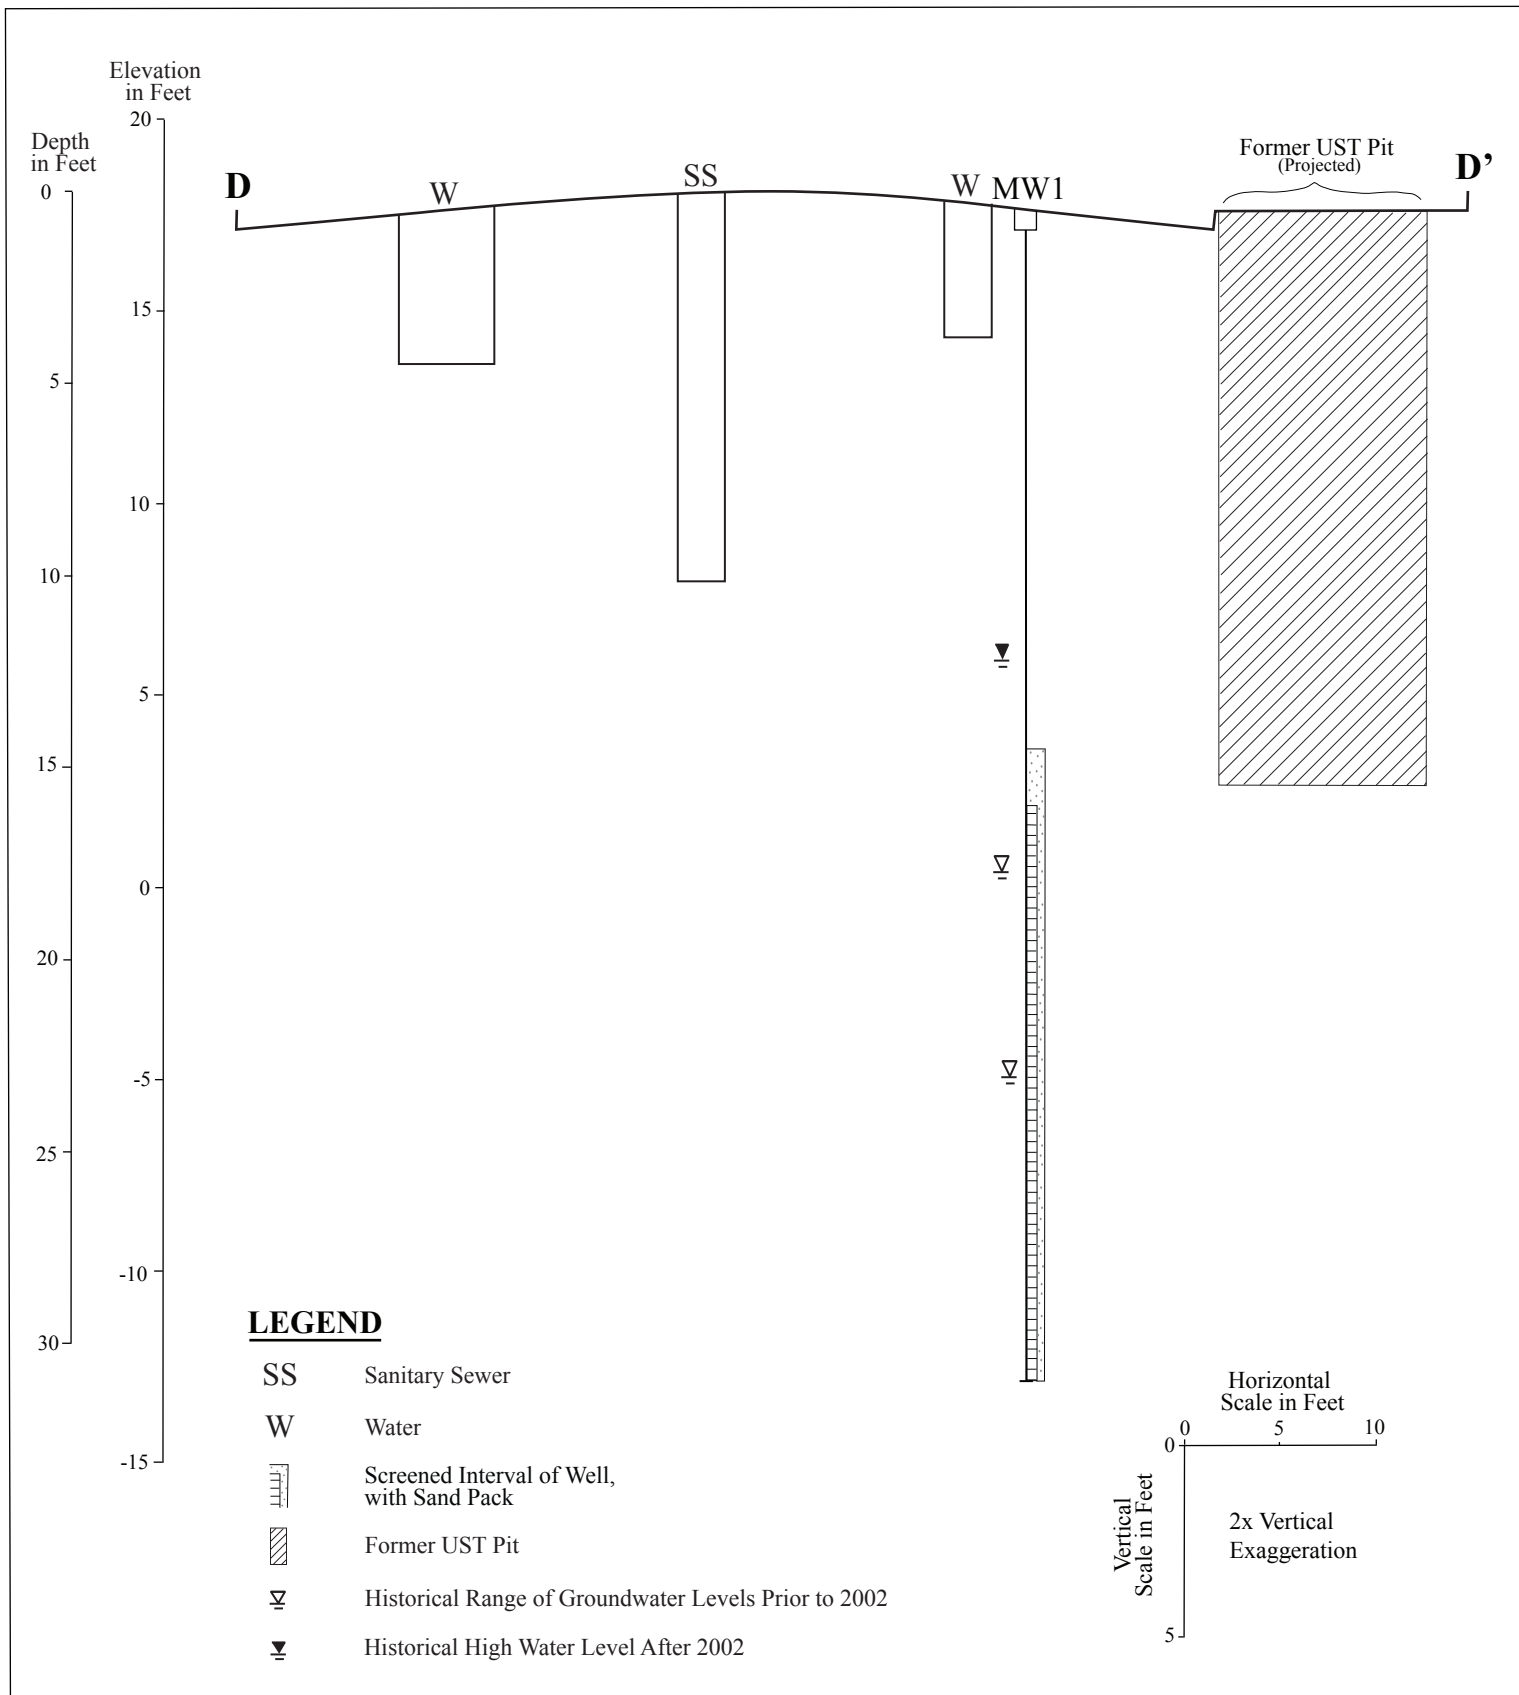 Elevation
in Feet
20
Depth
in Feet
0
D
W
SS
W
MW1
Former UST Pit
(Projected)
D’
15
5
10
10
5
15
0
20
-5
25
-10
30
-15
LEGEND
SS Sanitary Sewer
W Water
Screened Interval of Well,
with Sand Pack
Former UST Pit
Historical Range of Groundwater Levels Prior to 2002
Historical High Water Level After 2002
Horizontal
Scale in Feet
0 5 10
0
Vertical
Scale in Feet
2x Vertical
Exaggeration
5